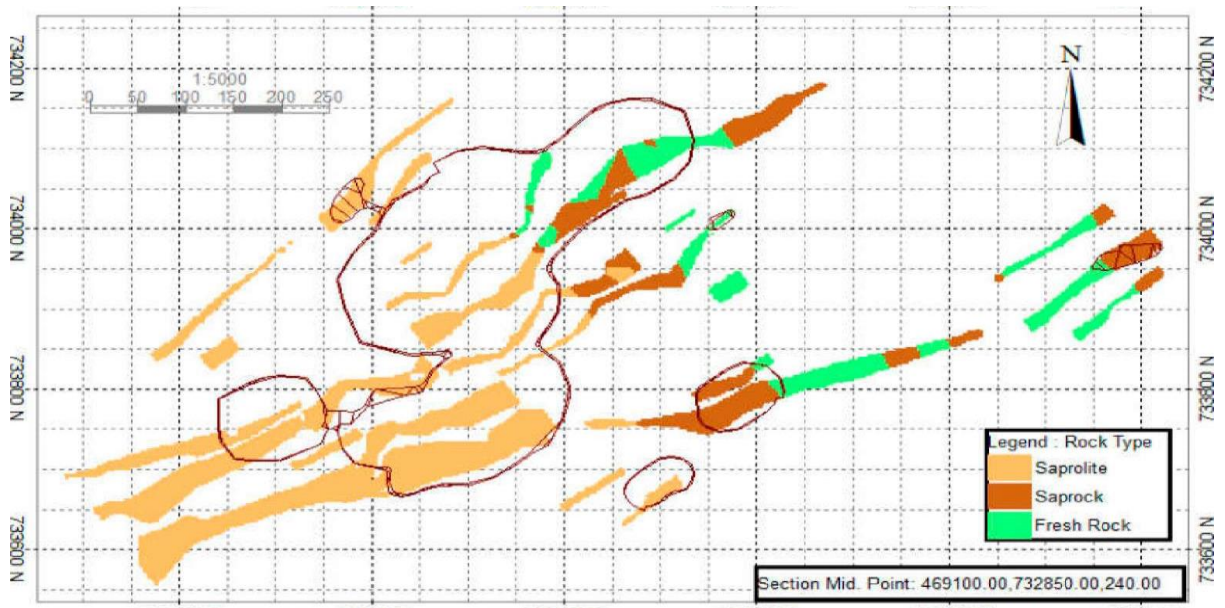 734200 N
734200 N
1:5000
0 50 100 150 200 250
N
734000 N
734000 N
733800 N
733800 N
Legend : Rock Type
Saprolite
Saprock
Fresh Rock
733600 N
733600 N
Section Mid. Point: 469100.00,732850.00,240.00